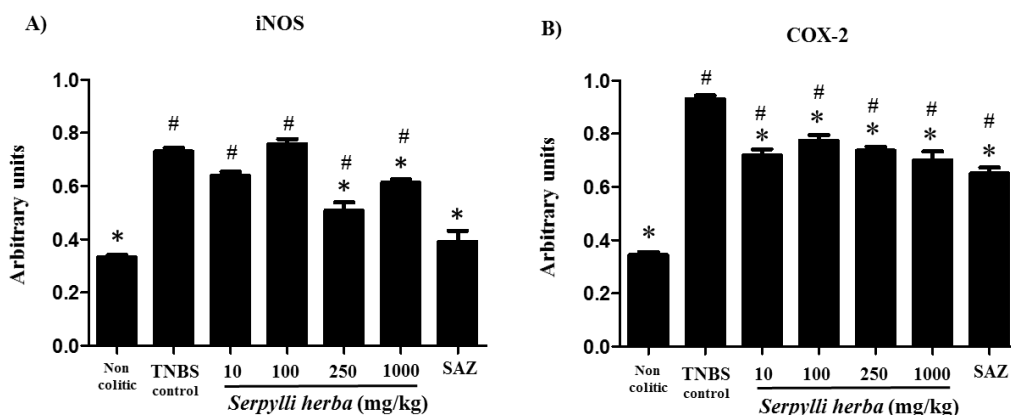 A)
iNOS
Arbitrary units
1.0
0.8
0.6
0.4
0.2
0.0
*
#
#
#
#
*
#
*
*
Non
colitic
TNBS
control
10
100
250
1000
SAZ
Serpylli herba (mg/kg)
B)
COX-2
Arbitrary units
1.0
0.8
0.6
0.4
0.2
0.0
*
#
#
*
#
*
#
*
#
*
#
*
Non
colitic
TNBS
control
10
100
250
1000
SAZ
Serpylli herba (mg/kg)